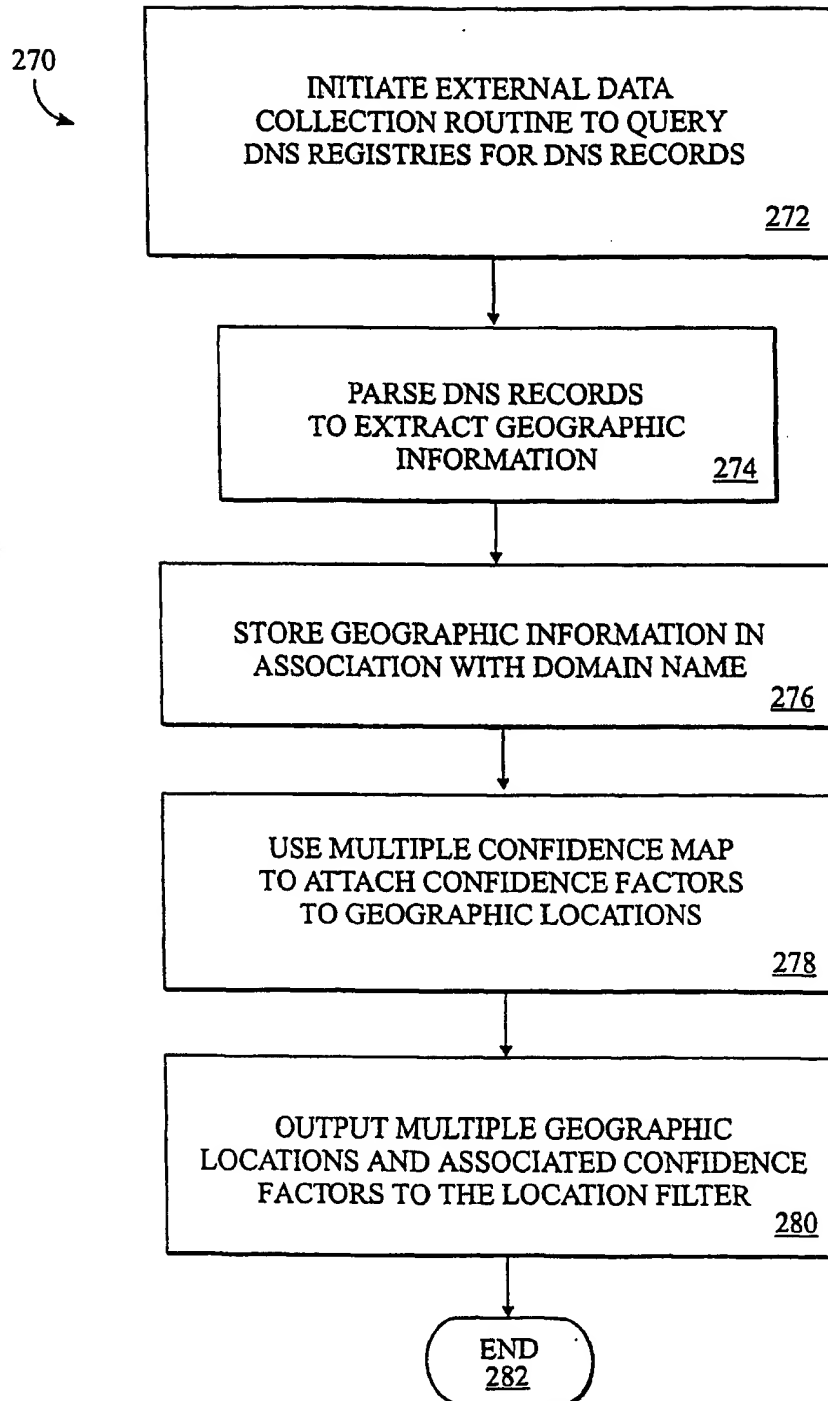 270
INITIATE EXTERNAL DATA
COLLECTION ROUTINE TO QUERY
DNS REGISTRIES FOR DNS RECORDS
272
PARSE DNS RECORDS
TO EXTRACT GEOGRAPHIC
INFORMATION
274
STORE GEOGRAPHIC INFORMATION IN
ASSOCIATION WITH DOMAIN NAME
276
USE MULTIPLE CONFIDENCE MAP
TO ATTACH CONFIDENCE FACTORS
TO GEOGRAPHIC LOCATIONS
278
OUTPUT MULTIPLE GEOGRAPHIC
LOCATIONS AND ASSOCIATED CONFIDENCE
FACTORS TO THE LOCATION FILTER
280
END
282